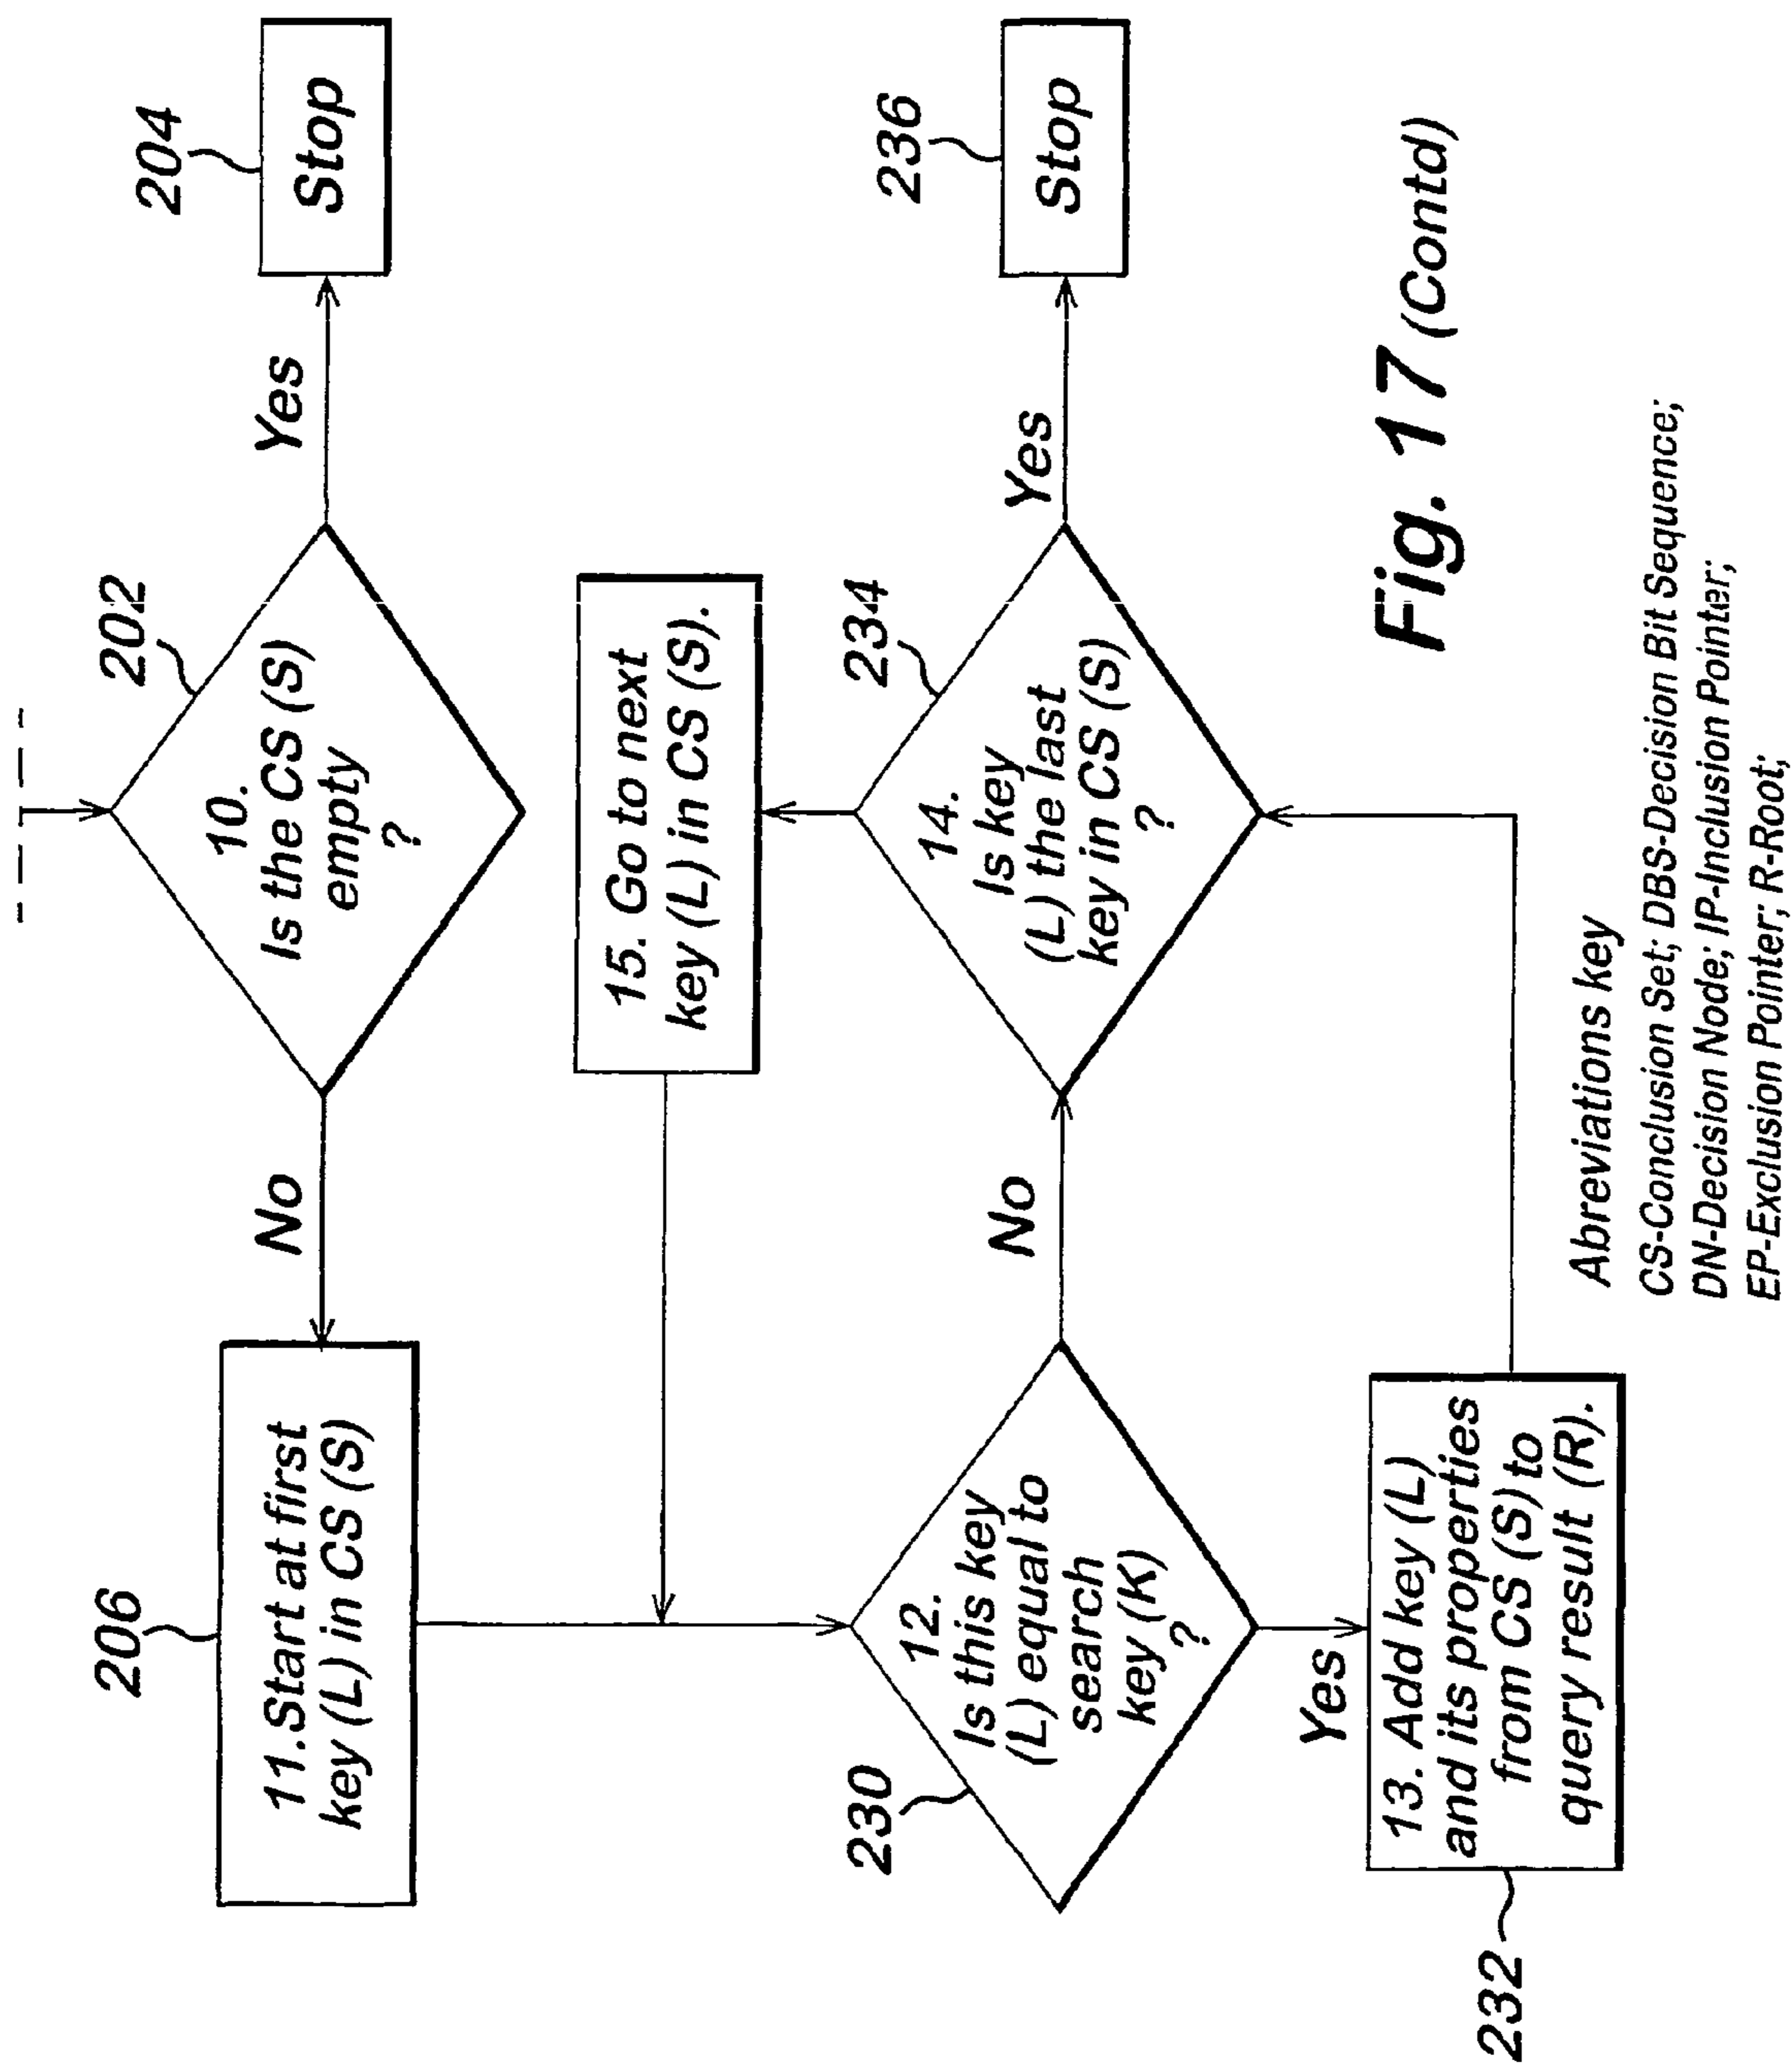 206
11.Start at first
key (L) in CS (S)
No
202
10.
Is the CS (S)
empty
?
Yes
204
Stop
15. Go to next
key (L) in CS (S).
230
12.
Is this key
(L) equal to
search
key (K)
?
No
234
14.
Is key
(L) the last
key in CS (S)
?
Yes
236
Stop
Yes
232
13. Add key (L)
and its properties
from CS (S) to
query result (R).
Fig. 17 (Contd)
Abreviations key
CS-Conclusion Set; DBS-Decision Bit Sequence;
DN-Decision Node; IP-Inclusion Pointer;
EP-Exclusion Pointer; R-Root;